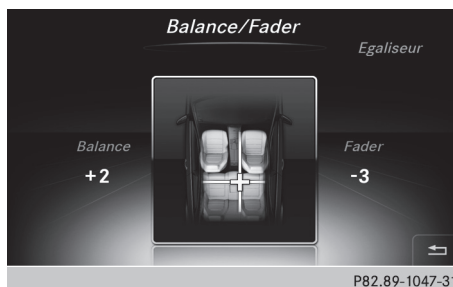 Balance/Fader
Egaliseur
Balance
Fader
+2
-3
P82.89-1047-31